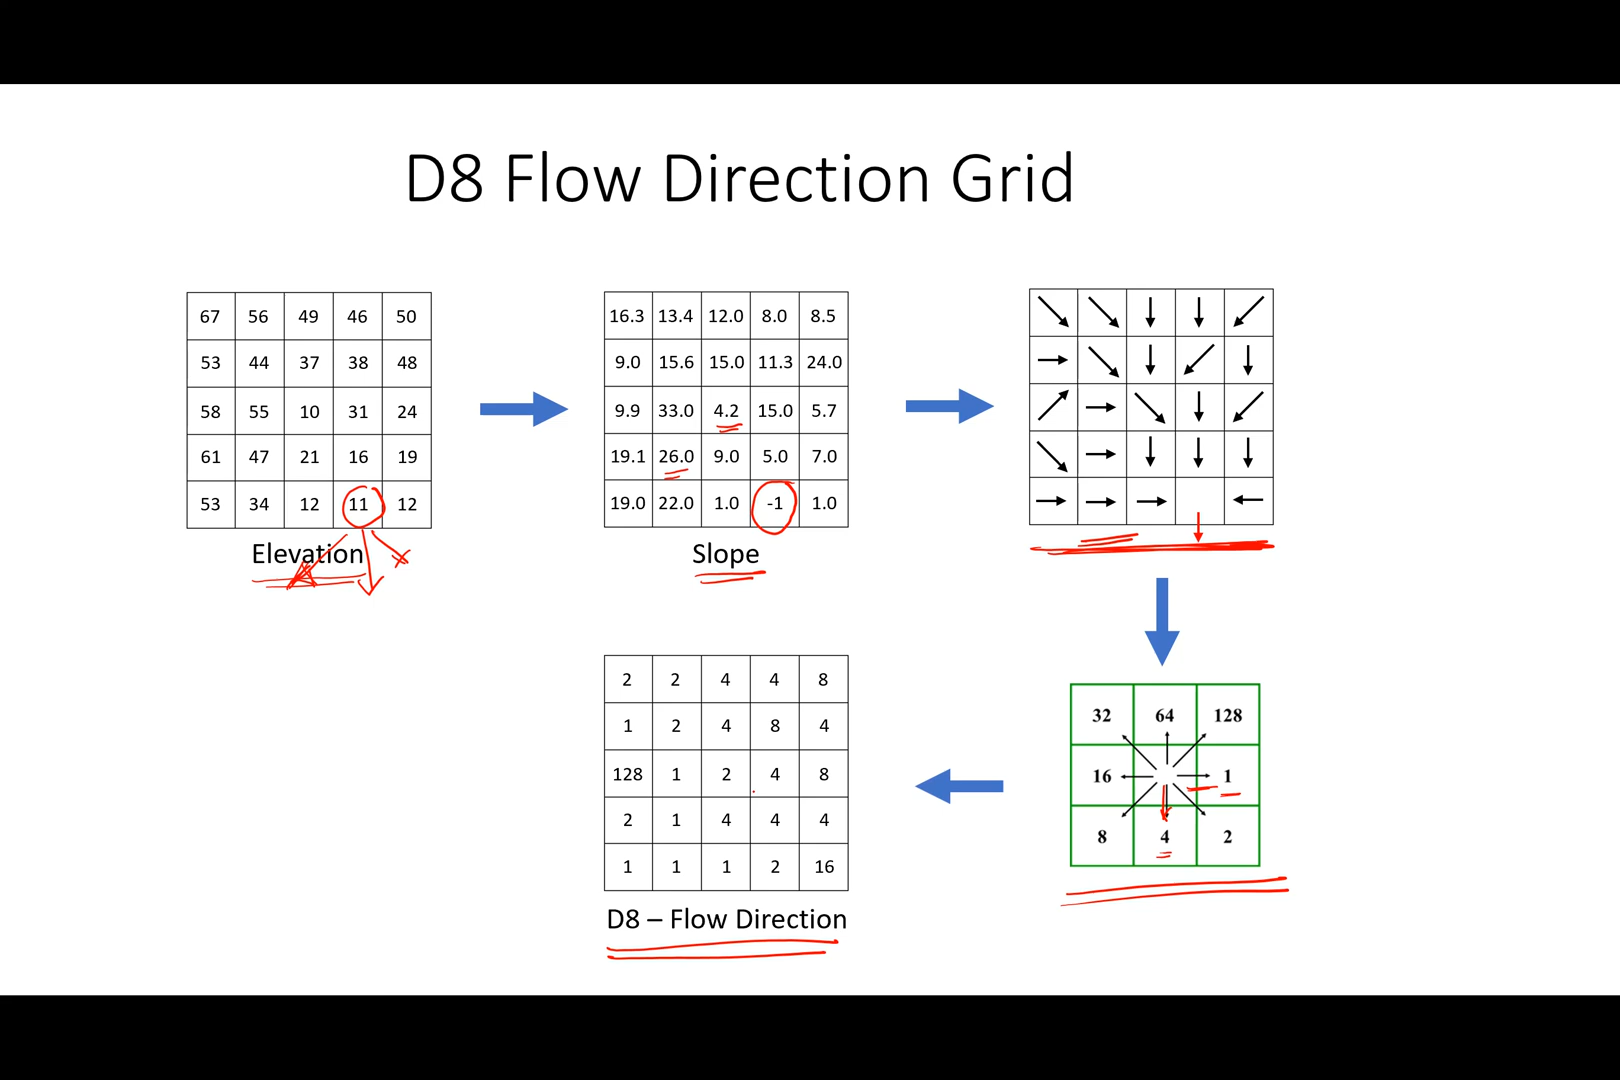 D8 Flow Direction Grid
67 56 49 46 50
53 44 37 38 48
58 55 10 31 24
61 47 21 16 19
53 34 12 11 12
Elevation
16.3 13.4 12.0 8.0 8.5
9.0 15.6 15.0 11.3 24.0
9.9 33.0 4.2 15.0 5.7
19.1 26.0 9.0 5.0 7.0
19.0 22.0 1.0 -1 1.0
Slope
32 64 128
16 1
8 4 2
2 2 4 4 8
1 2 4 8 4
128 1 2 4 8
2 1 4 4 4
1 1 1 2 16
D8 – Flow Direction